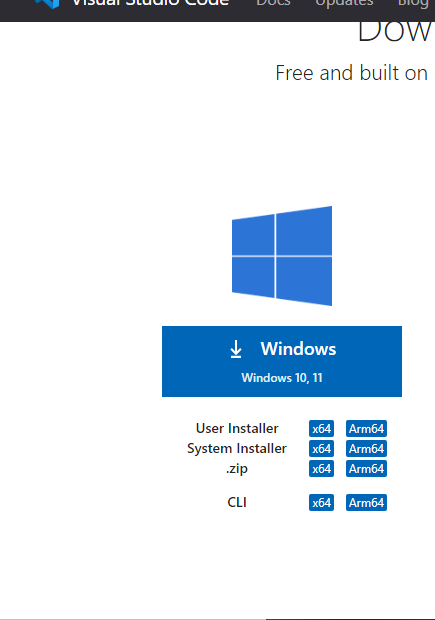 Visual Studio Code Docs Updates Blog
Dow
Free and built on
Windows
Windows 10, 11
User Installer x64 Arm64
System Installer x64 Arm64
.zip x64 Arm64
CLI x64 Arm64